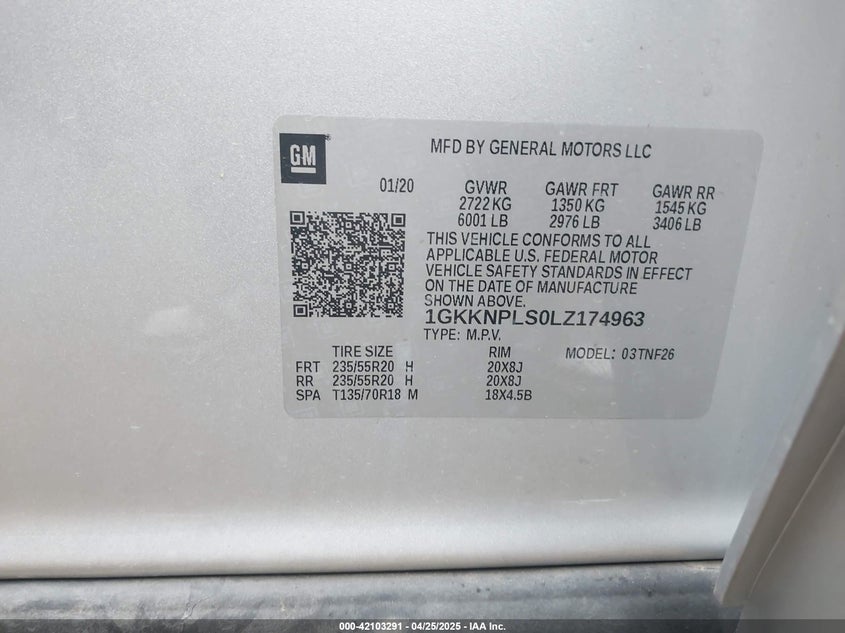 GM
MFD BY GENERAL MOTORS LLC
01/20 GVWR GAWR FRT GAWR RR
2722 KG 1350 KG 1545 KG
6001 LB 2976 LB 3406 LB
THIS VEHICLE CONFORMS TO ALL
APPLICABLE U.S. FEDERAL MOTOR
VEHICLE SAFETY STANDARDS IN EFFECT
ON THE DATE OF MANUFACTURE
SHOWN ABOVE.
1GKKNPLS0LZ174963
TYPE: M.P.V.
TIRE SIZE RIM MODEL: 03TNF26
FRT 235/55R20 H 20X8J
RR 235/55R20 H 20X8J
SPA T135/70R18 M 18X4.5B
000-42103291 - 04/25/2025 - IAA Inc.